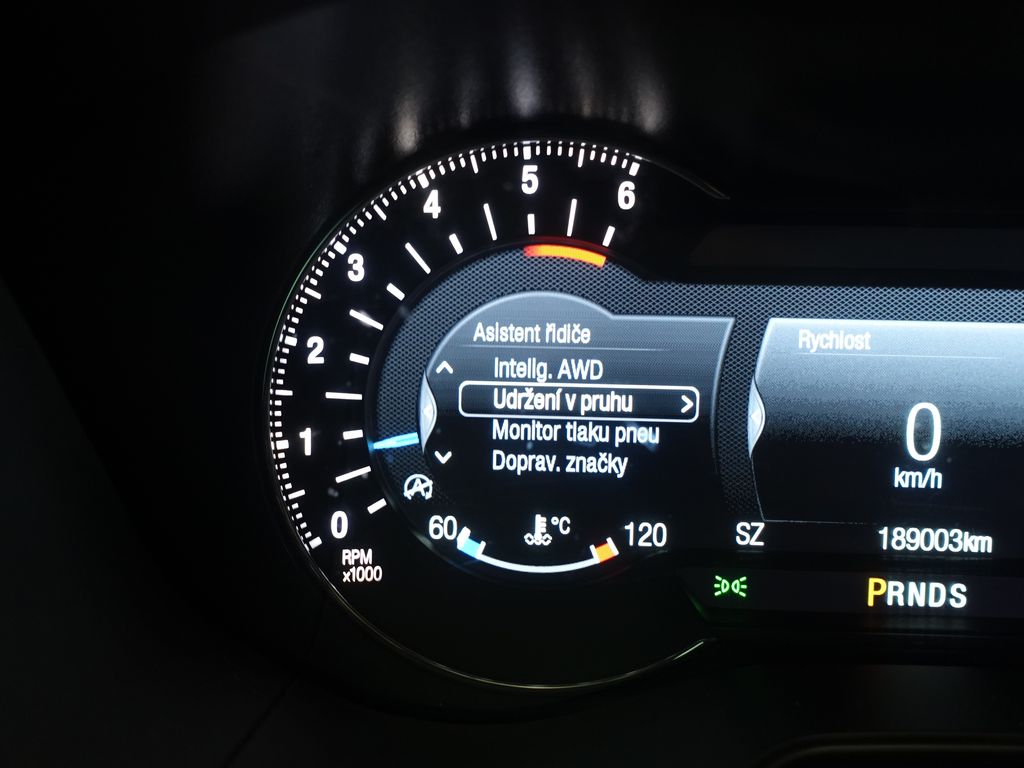 6
5
4
3
2
1
0
RPM
x1000
Asistent řidiče
Intelig. AWD
Udržení v pruhu
Monitor tlaku pneu
Doprav. značky
60
°C
120
Rychlost
0
km/h
SZ
189003km
PRNDS